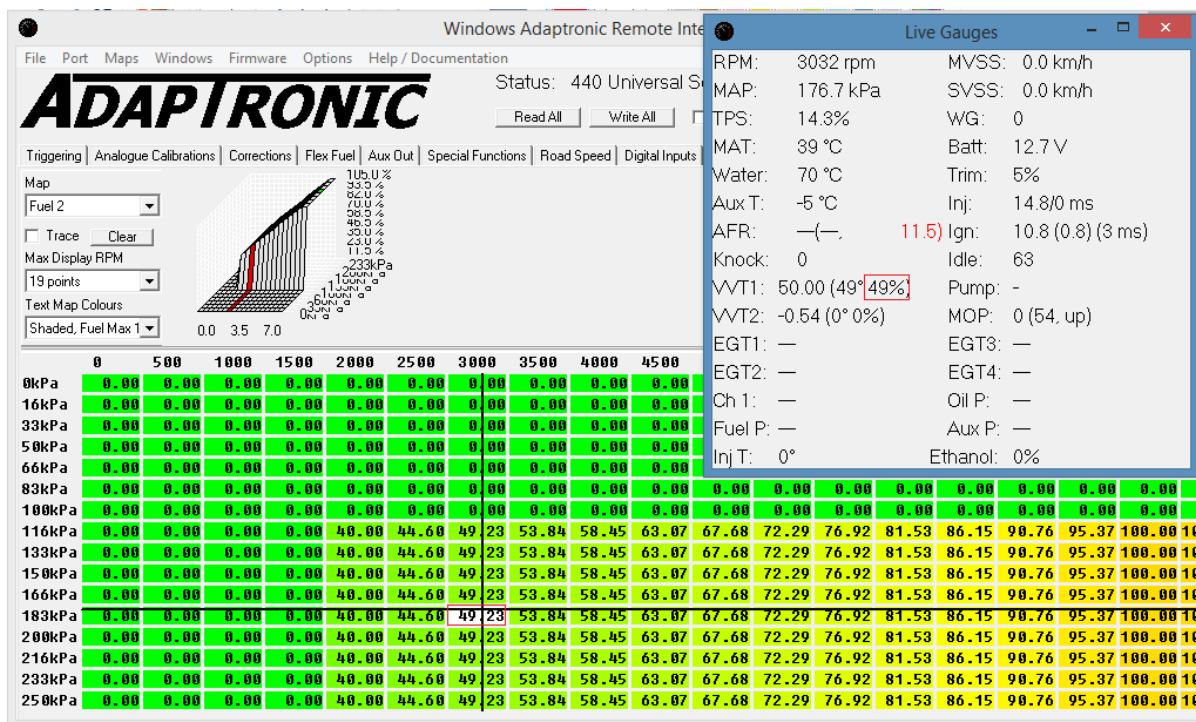 Windows Adaptronic Remote Inte
File Port Maps Windows Firmware Options Help / Documentation
ADAPTRONIC
Status: 440 Universal S
Read All Write All
Triggering Analogue Calibrations Corrections Flex Fuel Aux Out Special Functions Road Speed Digital Inputs
Map
Fuel 2
Trace Clear
Max Display RPM
19 points
Text Map Colours
Shaded, Fuel Max 1
105.0 %
93.5 %
82.0 %
70.0 %
58.5 %
46.5 %
35.0 %
23.0 %
11.5 %
233kPa
0.0 3.5 7.0
Live Gauges
RPM: 3032 rpm MVSS: 0.0 km/h
MAP: 176.7 kPa SVSS: 0.0 km/h
TPS: 14.3% WG: 0
MAT: 39 °C Batt: 12.7 V
Water: 70 °C Trim: 5%
Aux T: -5 °C Inj: 14.8/0 ms
AFR: —(—, 11.5) Ign: 10.8 (0.8) (3 ms)
Knock: 0 Idle: 63
VVT1: 50.00 (49° 49%) Pump: -
VVT2: -0.54 (0° 0%) MOP: 0 (54, up)
EGT1: — EGT3: —
EGT2: — EGT4: —
Ch 1: — Oil P: —
Fuel P: — Aux P: —
Inj T: 0° Ethanol: 0%
0 500 1000 1500 2000 2500 3000 3500 4000 4500
0kPa 0.00 0.00 0.00 0.00 0.00 0.00 0.00 0.00 0.00 0.00
16kPa 0.00 0.00 0.00 0.00 0.00 0.00 0.00 0.00 0.00 0.00
33kPa 0.00 0.00 0.00 0.00 0.00 0.00 0.00 0.00 0.00 0.00
50kPa 0.00 0.00 0.00 0.00 0.00 0.00 0.00 0.00 0.00 0.00
66kPa 0.00 0.00 0.00 0.00 0.00 0.00 0.00 0.00 0.00 0.00
83kPa 0.00 0.00 0.00 0.00 0.00 0.00 0.00 0.00 0.00 0.00 0.00 0.00 0.00 0.00 0.00 0.00 0.00 0.00
100kPa 0.00 0.00 0.00 0.00 0.00 0.00 0.00 0.00 0.00 0.00 0.00 0.00 0.00 0.00 0.00 0.00 0.00 0.00
116kPa 0.00 0.00 0.00 0.00 40.00 44.60 49.23 53.84 58.45 63.07 67.68 72.29 76.92 81.53 86.15 90.76 95.37 100.00 10
133kPa 0.00 0.00 0.00 0.00 40.00 44.60 49.23 53.84 58.45 63.07 67.68 72.29 76.92 81.53 86.15 90.76 95.37 100.00 10
150kPa 0.00 0.00 0.00 0.00 40.00 44.60 49.23 53.84 58.45 63.07 67.68 72.29 76.92 81.53 86.15 90.76 95.37 100.00 10
166kPa 0.00 0.00 0.00 0.00 40.00 44.60 49.23 53.84 58.45 63.07 67.68 72.29 76.92 81.53 86.15 90.76 95.37 100.00 10
183kPa 0.00 0.00 0.00 0.00 40.00 44.60 49.23 53.84 58.45 63.07 67.68 72.29 76.92 81.53 86.15 90.76 95.37 100.00 10
200kPa 0.00 0.00 0.00 0.00 40.00 44.60 49.23 53.84 58.45 63.07 67.68 72.29 76.92 81.53 86.15 90.76 95.37 100.00 10
216kPa 0.00 0.00 0.00 0.00 40.00 44.60 49.23 53.84 58.45 63.07 67.68 72.29 76.92 81.53 86.15 90.76 95.37 100.00 10
233kPa 0.00 0.00 0.00 0.00 40.00 44.60 49.23 53.84 58.45 63.07 67.68 72.29 76.92 81.53 86.15 90.76 95.37 100.00 10
250kPa 0.00 0.00 0.00 0.00 40.00 44.60 49.23 53.84 58.45 63.07 67.68 72.29 76.92 81.53 86.15 90.76 95.37 100.00 10